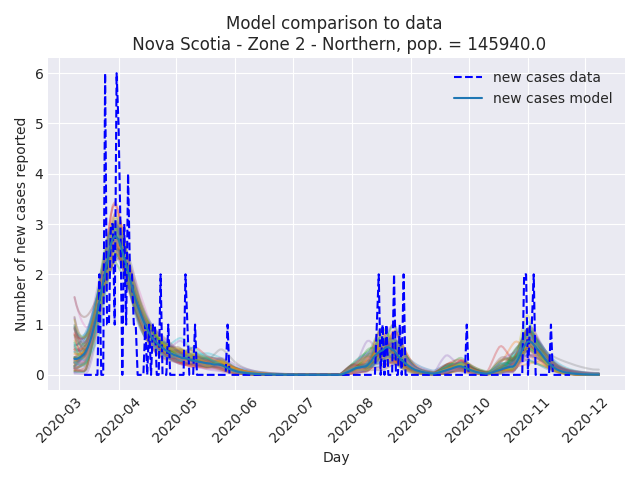 Model comparison to data
Nova Scotia - Zone 2 - Northern, pop. = 145940.0
new cases data
new cases model
Number of new cases reported
6
5
4
3
2
1
0
2020-03
2020-04
2020-05
2020-06
2020-07
2020-08
2020-09
2020-10
2020-11
2020-12
Day